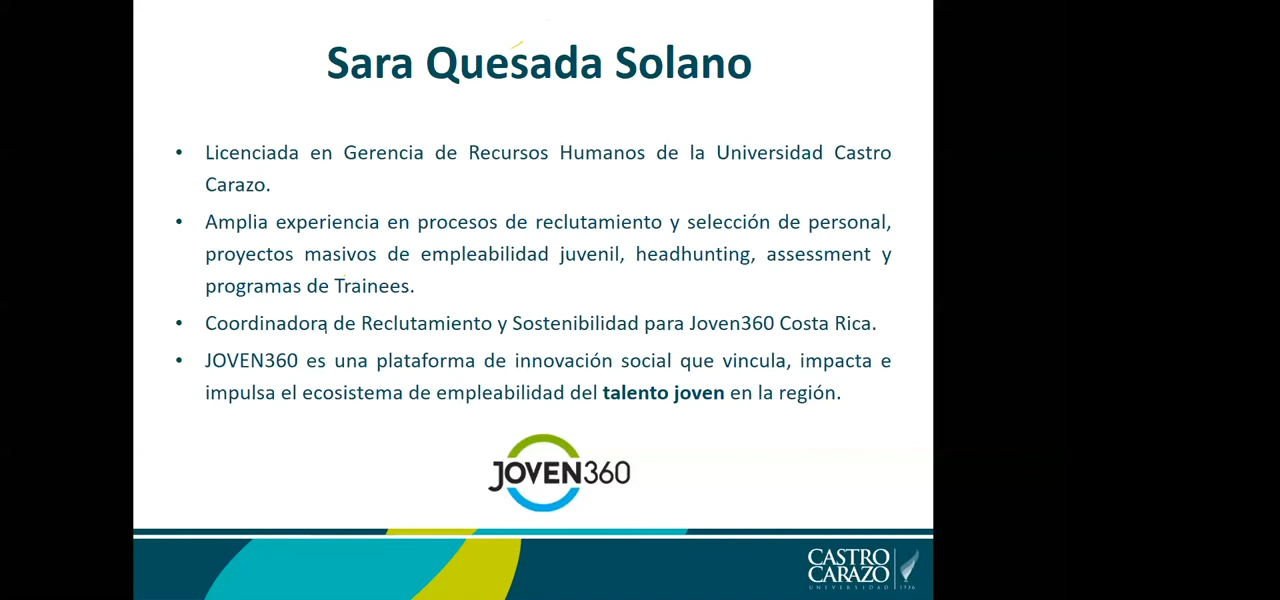 Sara Quesada Solano
• Licenciada en Gerencia de Recursos Humanos de la Universidad Castro
Carazo.
• Amplia experiencia en procesos de reclutamiento y selección de personal,
proyectos masivos de empleabilidad juvenil, headhunting, assessment y
programas de Trainees.
• Coordinadora de Reclutamiento y Sostenibilidad para Joven360 Costa Rica.
• JOVEN360 es una plataforma de innovación social que vincula, impacta e
impulsa el ecosistema de empleabilidad del talento joven en la región.
JOVEN360
CASTRO
CARAZO
UNIVERSIDAD 1936